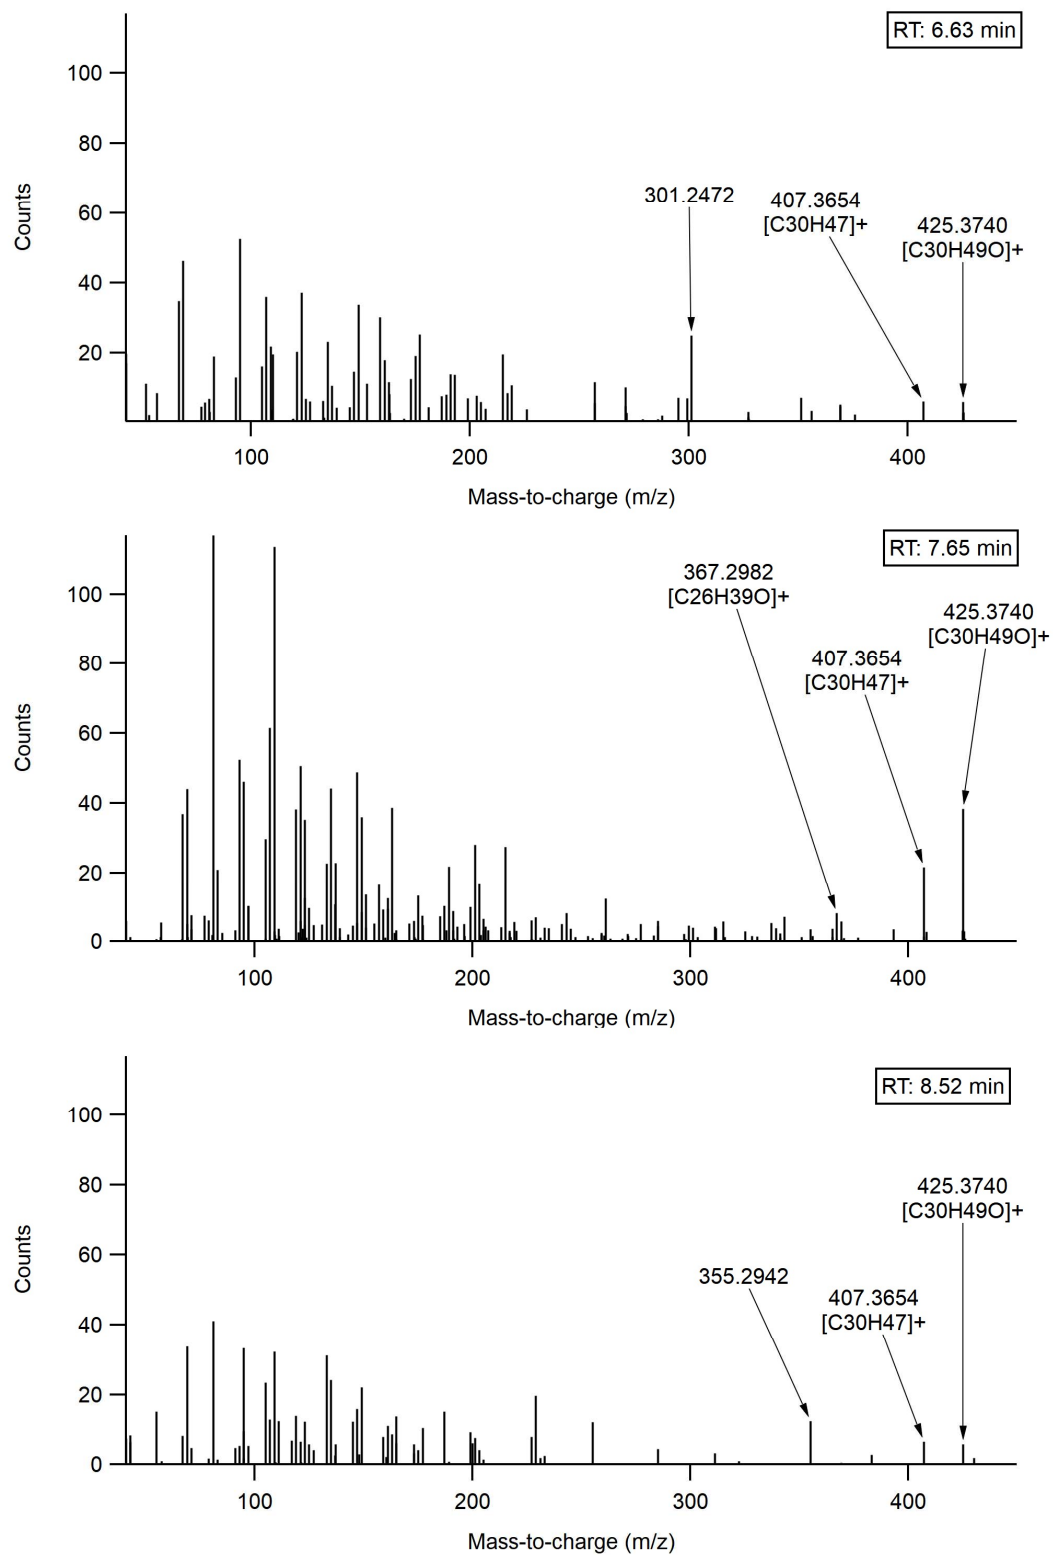 RT: 6.63 min
100
80
60
40
20
Counts
301.2472
407.3654
[C30H47]+
425.3740
[C30H49O]+
100
200
300
400
Mass-to-charge (m/z)
RT: 7.65 min
100
80
60
40
20
0
Counts
367.2982
[C26H39O]+
407.3654
[C30H47]+
425.3740
[C30H49O]+
100
200
300
400
Mass-to-charge (m/z)
RT: 8.52 min
100
80
60
40
20
0
Counts
355.2942
407.3654
[C30H47]+
425.3740
[C30H49O]+
100
200
300
400
Mass-to-charge (m/z)